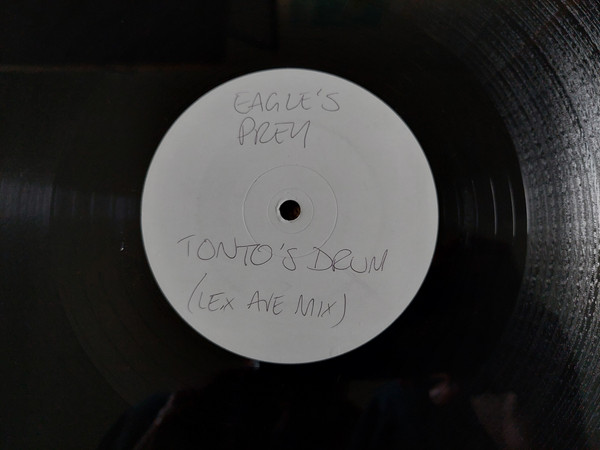 EAGLE'S
PREY
TONTO'S DRUM
(LEX AVE MIX)